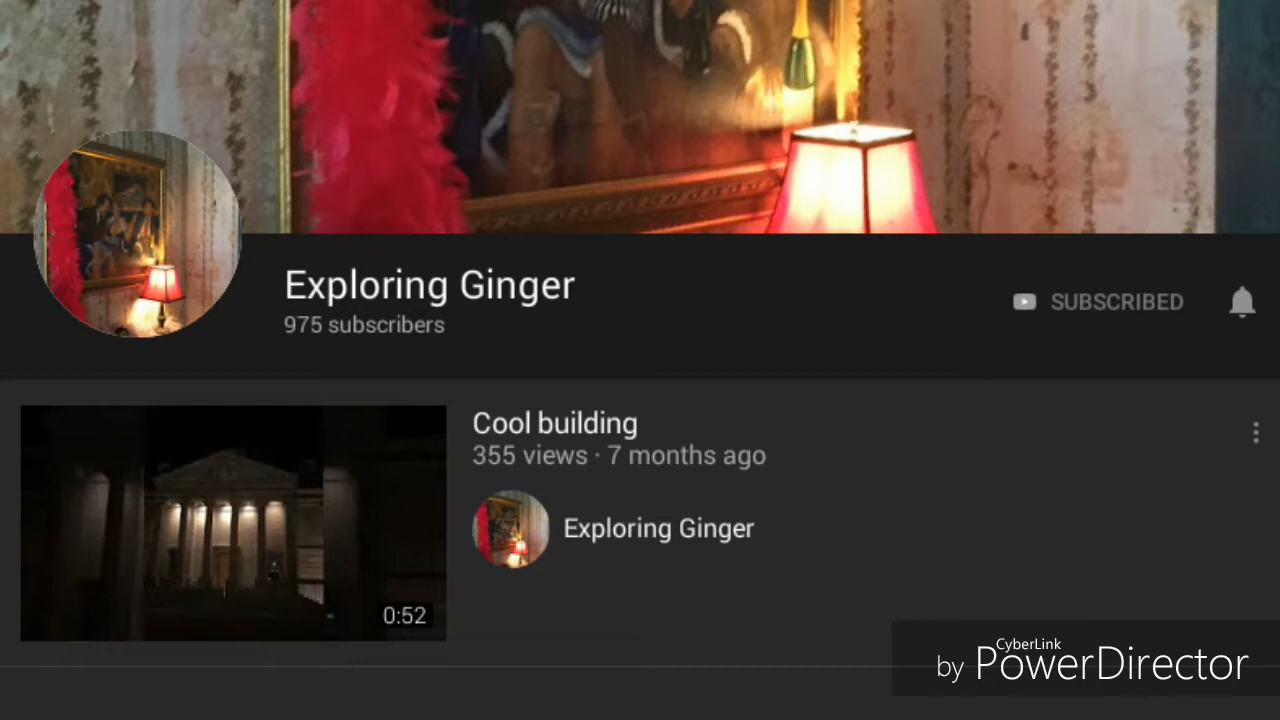 Exploring Ginger
975 subscribers
SUBSCRIBED
Cool building
355 views · 7 months ago
Exploring Ginger
0:52
CyberLink
by PowerDirector